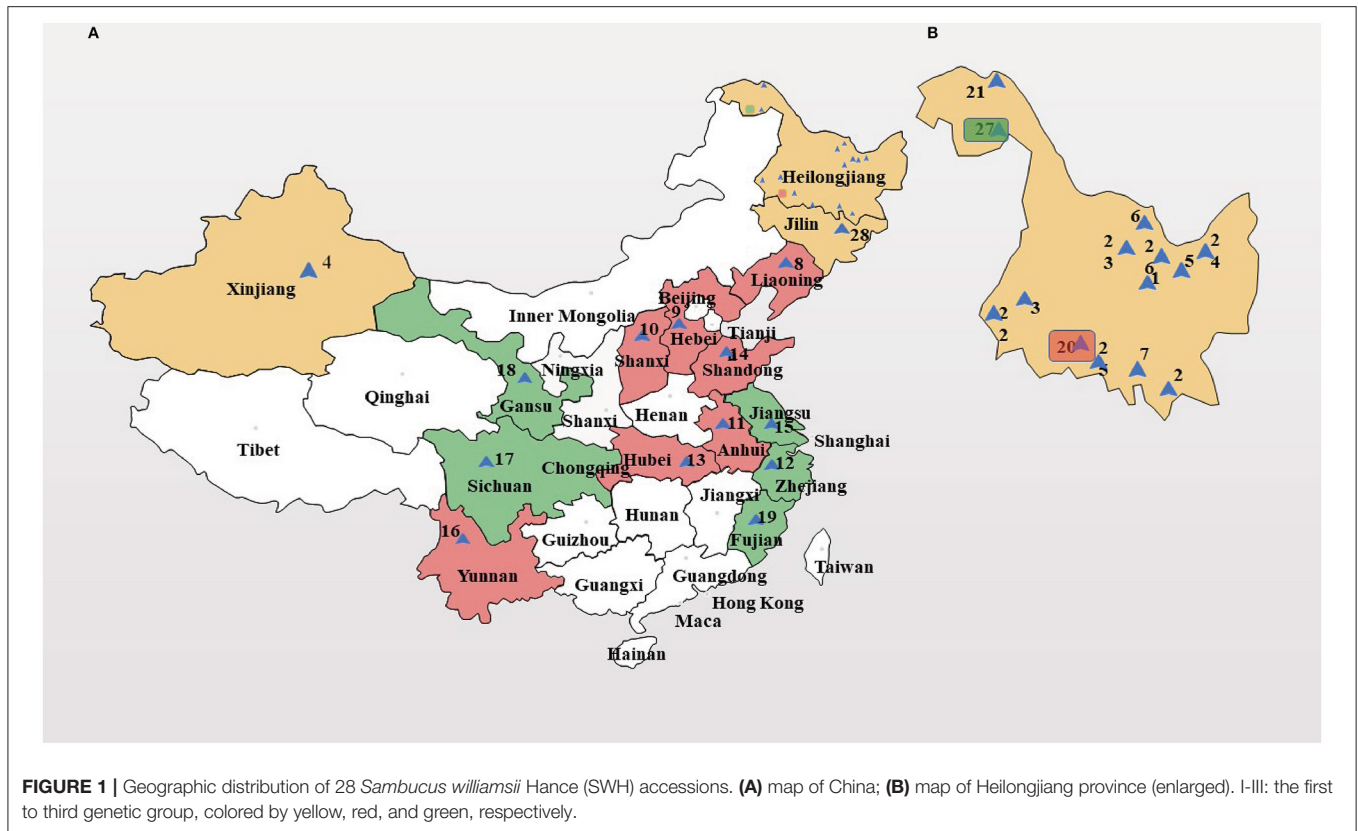 A
B
21
27
Heilongjiang
6
Jilin
28
2
3
2
6
2
4
5
1
4
Xinjiang
8
Liaoning
Beijing
9
Inner Mongolia
10
Hebei
Tianji
3
2
2
20
2
5
7
2
Shanxi
14
Shandong
18
Ningxia
Gansu
Qinghai
Shanxi
Henan
Jiangsu
15
11
Shanghai
Tibet
Anhui
17
Chongqing
Hubei
13
12
Sichuan
Zhejiang
Jiangxi
Hunan
19
16
Guizhou
Fujian
Yunnan
Guangxi
Guangdong
Taiwan
Hong Kong
Maca
Hainan
FIGURE 1 | Geographic distribution of 28 Sambucus williamsii Hance (SWH) accessions. (A) map of China; (B) map of Heilongjiang province (enlarged). I-III: the first
to third genetic group, colored by yellow, red, and green, respectively.